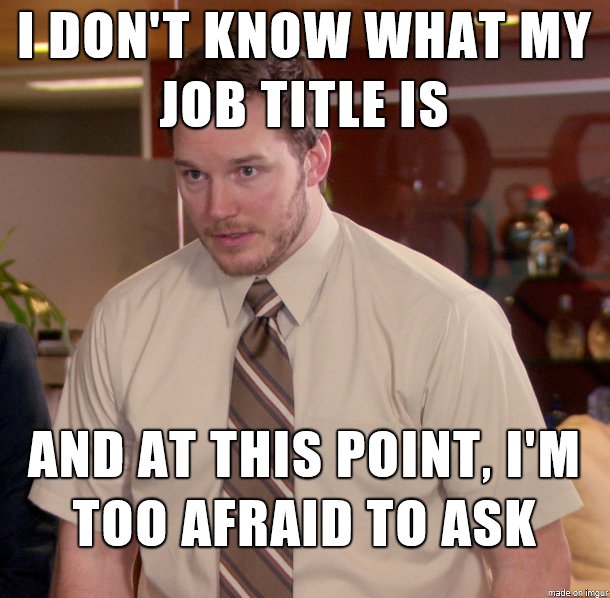 I DON'T KNOW WHAT MY
JOB TITLE IS
AND AT THIS POINT, I'M
TOO AFRAID TO ASK
made on imgur